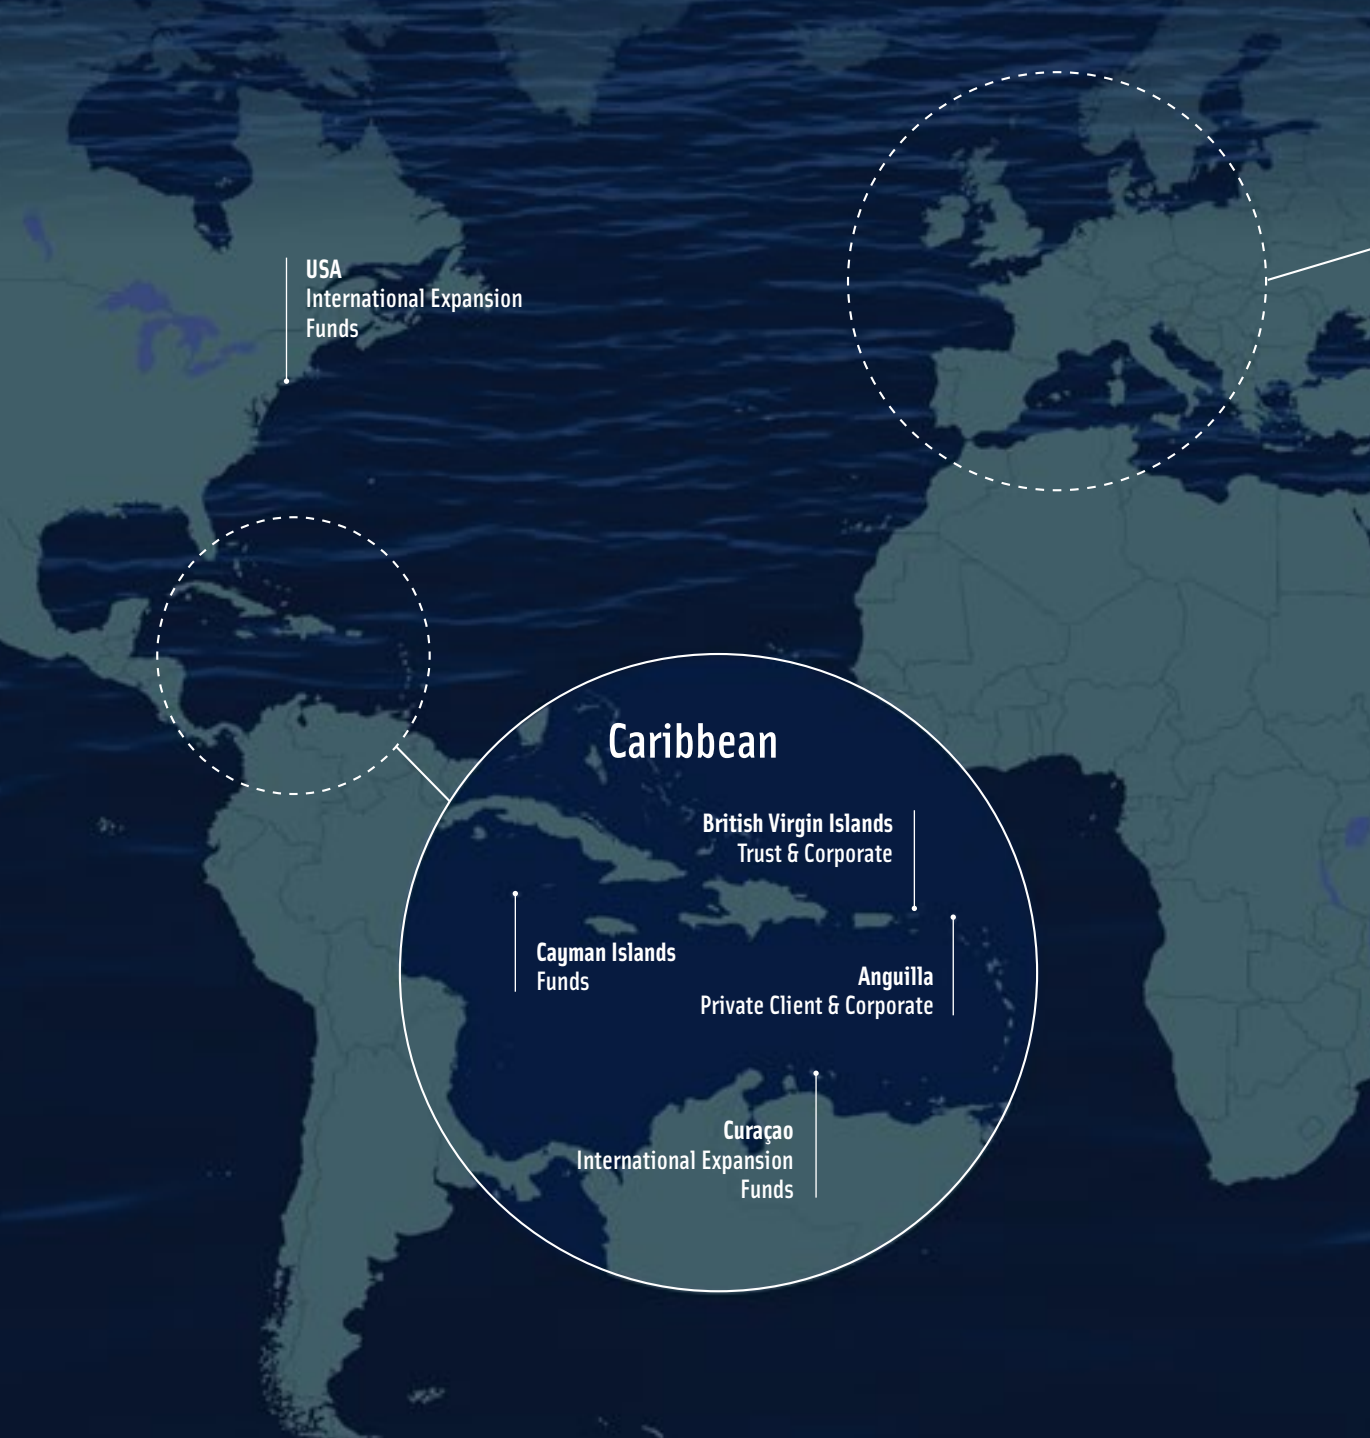 USA
International Expansion
Funds
Caribbean
British Virgin Islands
Trust & Corporate
Cayman Islands
Funds
Anguilla
Private Client & Corporate
Curaçao
International Expansion
Funds